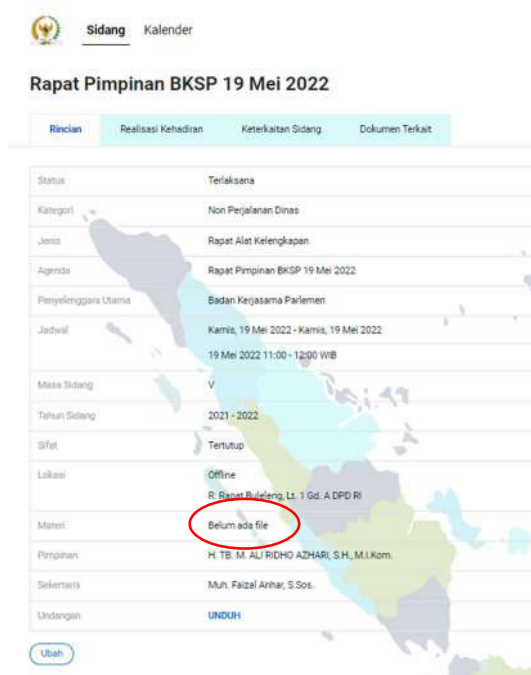 Sidang Kalender
Rapat Pimpinan BKSP 19 Mei 2022
Rincian Realisasi Kehadiran Keterkaitan Sidang Dokumen Terkait
Status Terlaksana
Kategori Non Perjalanan Dinas
Jenis Rapat Alat Kelengkapan
Agenda Rapat Pimpinan BKSP 19 Mei 2022
Penyelenggara Utama Badan Kerjasama Parlemen
Jadwal Kamis, 19 Mei 2022 - Kamis, 19 Mei 2022
19 Mei 2022 11:00 - 12:00 WIB
Masa Sidang V
Tahun Sidang 2021 - 2022
Sifat Tertutup
Lokasi Offline
R. Rapat Buleleng, Lt. 1 Gd. A DPD RI
Materi Belum ada file
Pimpinan H. TB. M. ALI RIDHO AZHARI, S.H., M.I.Kom.
Sekertaris Muh. Faizal Anhar, S.Sos.
Undangan UNDUH
Ubah